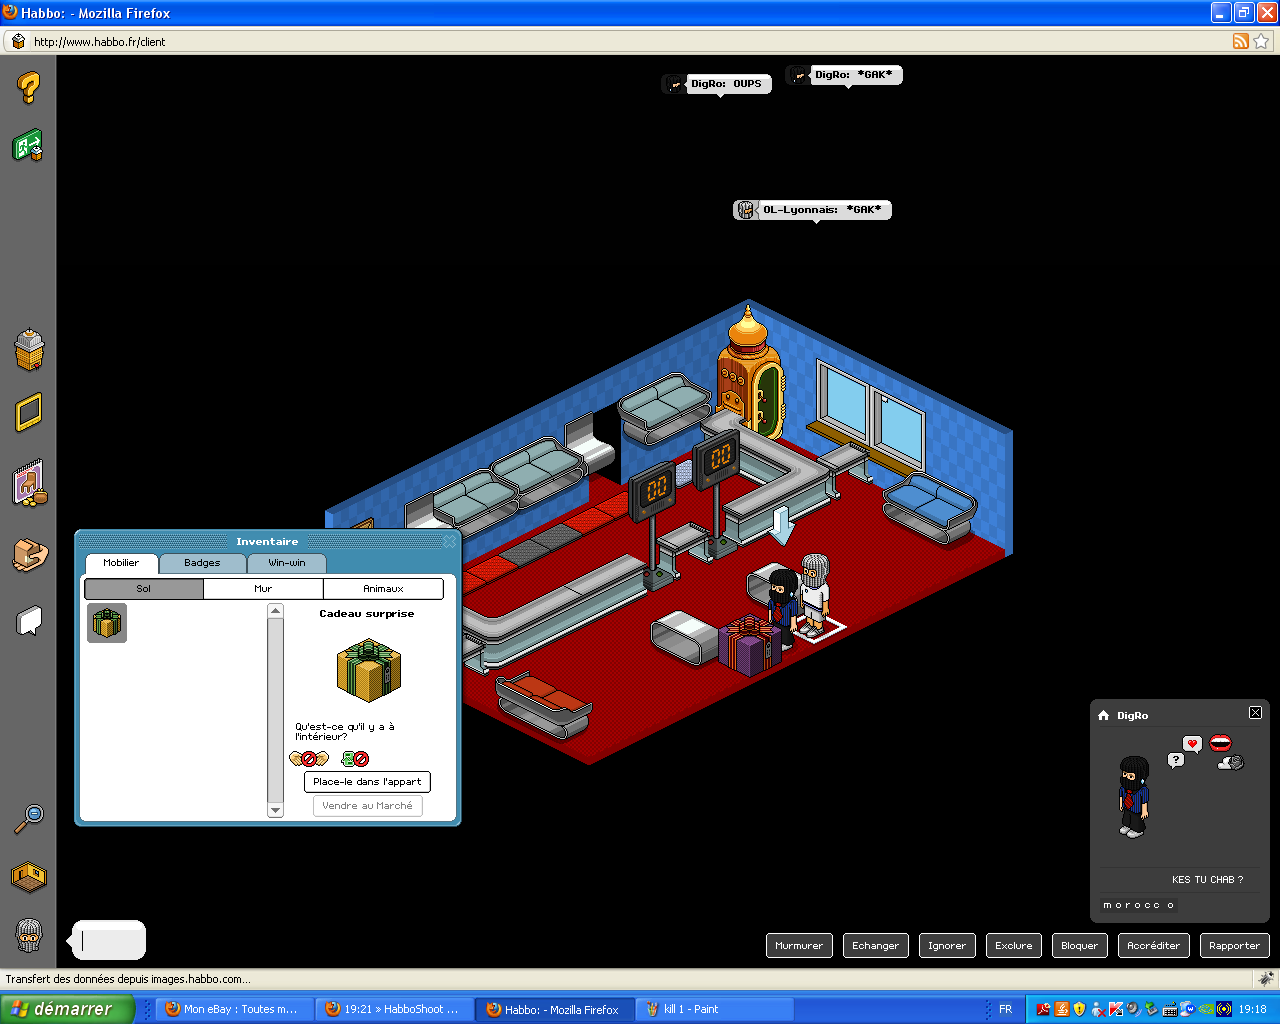 Habbo: - Mozilla Firefox
http://www.habbo.fr/client
DigRo: OUPS
DigRo: *GAK*
OL-Lyonnais: *GAK*
00
00
Inventaire
Mobilier
Badges
Win-win
Sol
Mur
Animaux
Cadeau surprise
Qu'est-ce qu'il y a à
l'intérieur?
Place-le dans l'appart
Vendre au Marché
DigRo
KES TU CHAB ?
m o r o c c o
Murmurer
Echanger
Ignorer
Exclure
Bloquer
Accréditer
Rapporter
Transfert des données depuis images.habbo.com...
démarrer
Mon eBay : Toutes m...
19:21 » HabboShoot ...
Habbo: - Mozilla Firefox
kill 1 - Paint
FR
19:18